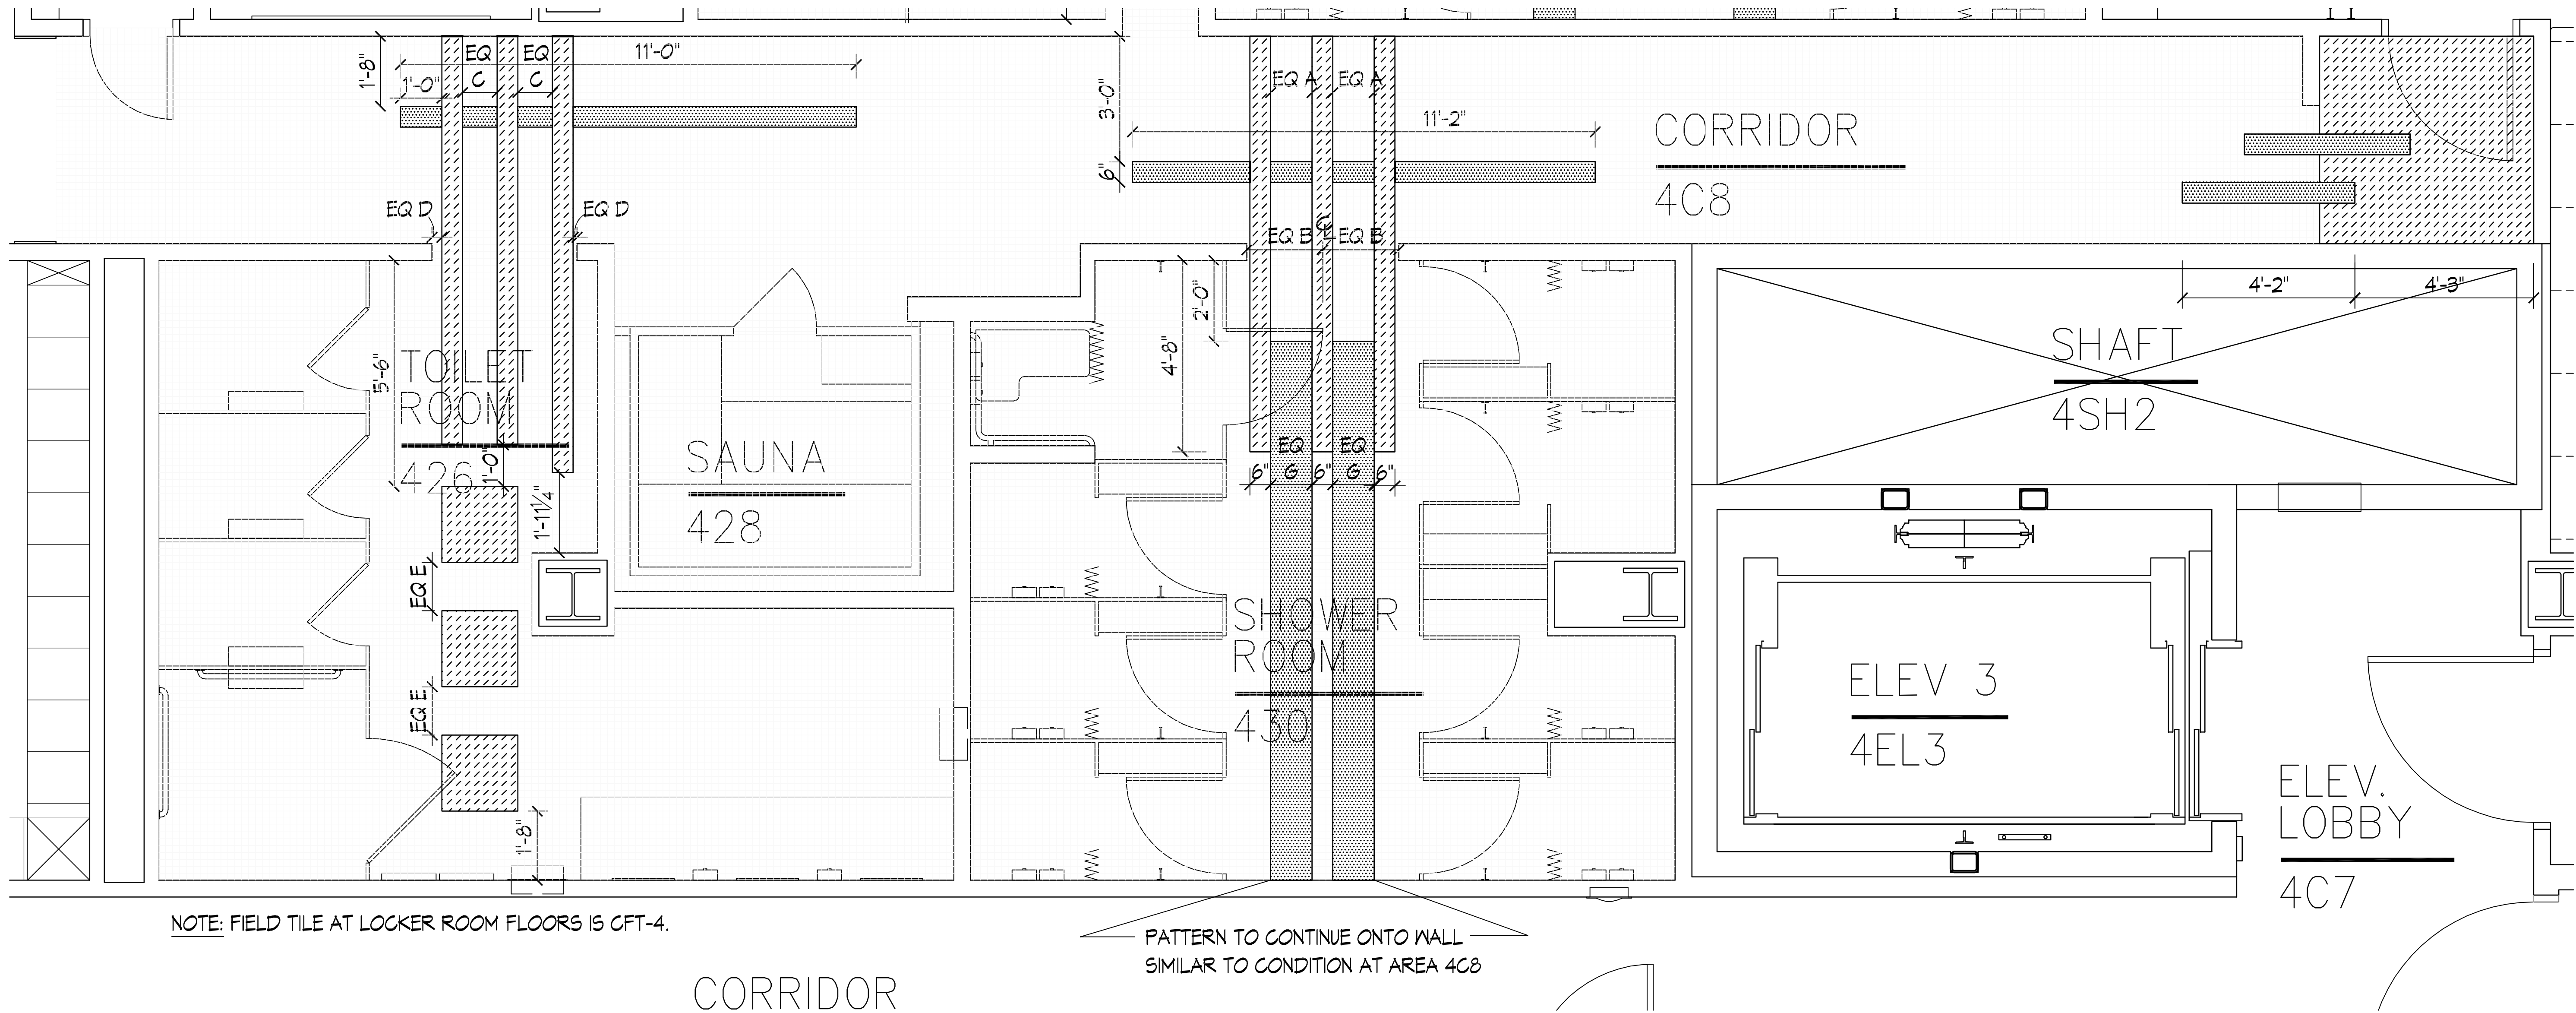 EQ
EQ
11'-0"
1'-8"
C
C
1'-0"
EQ A
EQ A
3'-0"
11'-2"
6"
CORRIDOR
4C8
EQ D
EQ D
EQ B
EQ B
4'-2"
4'-3"
2'-0"
4'-8"
5'-6"
TOILET
ROOM
426
SHAFT
4SH2
SAUNA
428
1'-0"
EQ
EQ
6"
G
6"
G
6"
1'-11 1/4"
EQ E
SHOWER
ROOM
430
EQ E
ELEV 3
4EL3
ELEV.
LOBBY
4C7
1'-8"
NOTE: FIELD TILE AT LOCKER ROOM FLOORS IS CFT-4.
PATTERN TO CONTINUE ONTO WALL
SIMILAR TO CONDITION AT AREA 4C8
CORRIDOR